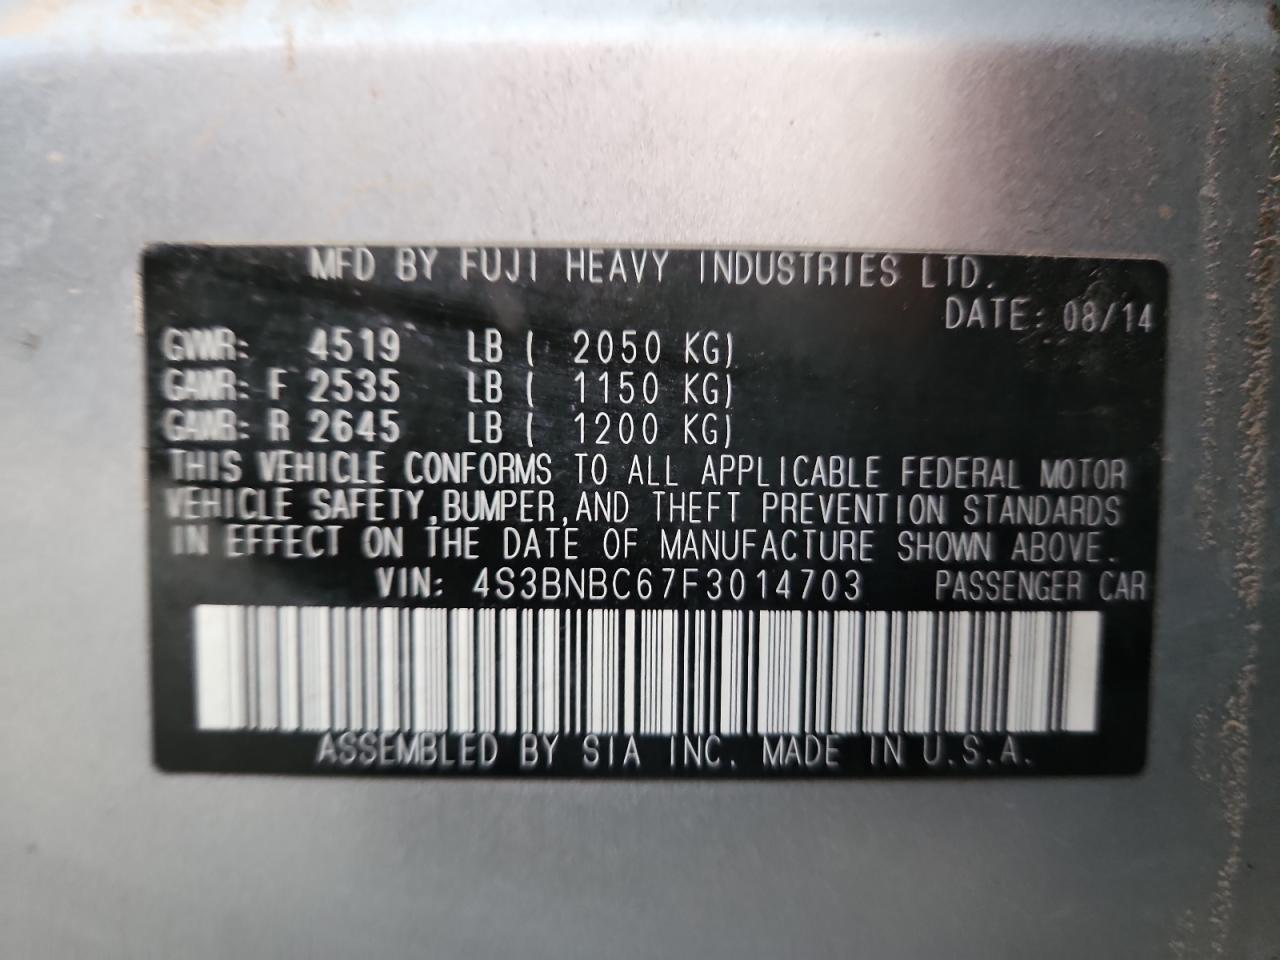 MFD BY FUJI HEAVY INDUSTRIES LTD.
DATE: 08/14
GVWR: 4519 LB ( 2050 KG)
GAWR: F 2535 LB ( 1150 KG)
GAWR: R 2645 LB ( 1200 KG)
THIS VEHICLE CONFORMS TO ALL APPLICABLE FEDERAL MOTOR
VEHICLE SAFETY,BUMPER,AND THEFT PREVENTION STANDARDS
IN EFFECT ON THE DATE OF MANUFACTURE SHOWN ABOVE.
VIN: 4S3BNBC67F3014703 PASSENGER CAR
ASSEMBLED BY SIA INC. MADE IN U.S.A.